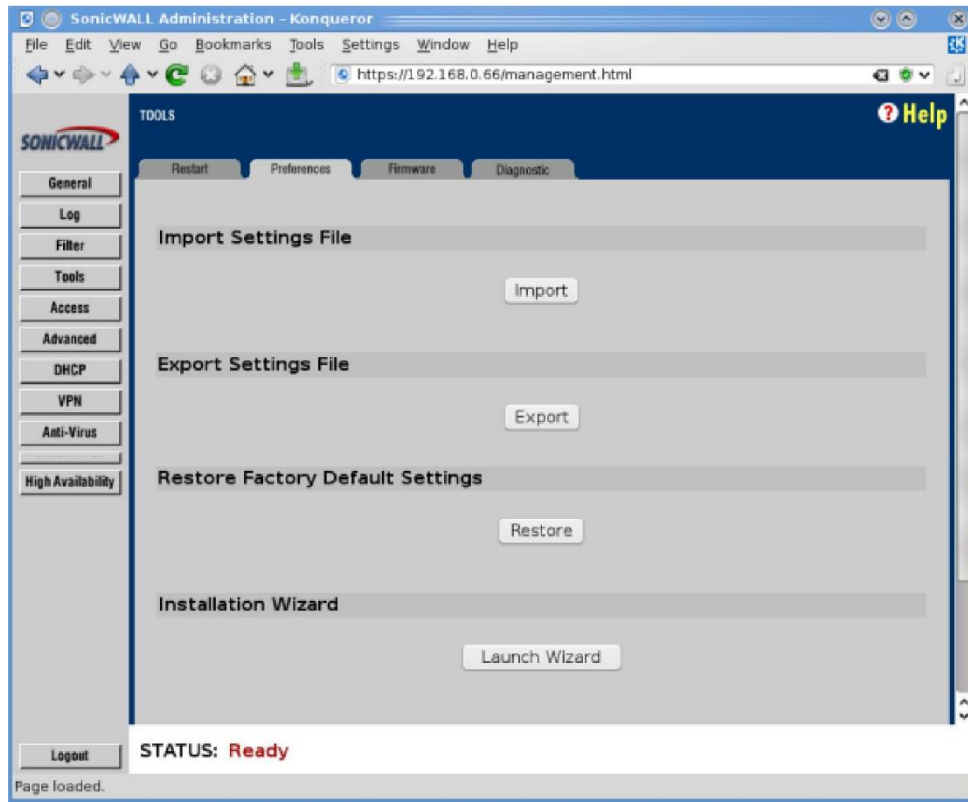 SonicWALL Administration – Konqueror
File Edit View Go Bookmarks Tools Settings Window Help
https://192.168.0.66/management.html
SONICWALL
TOOLS
? Help
Restart Preferences Firmware Diagnostic
General
Log
Filter
Tools
Access
Advanced
DHCP
VPN
Anti-Virus
High Availability
Import Settings File
Import
Export Settings File
Export
Restore Factory Default Settings
Restore
Installation Wizard
Launch Wizard
Logout
STATUS: Ready
Page loaded.